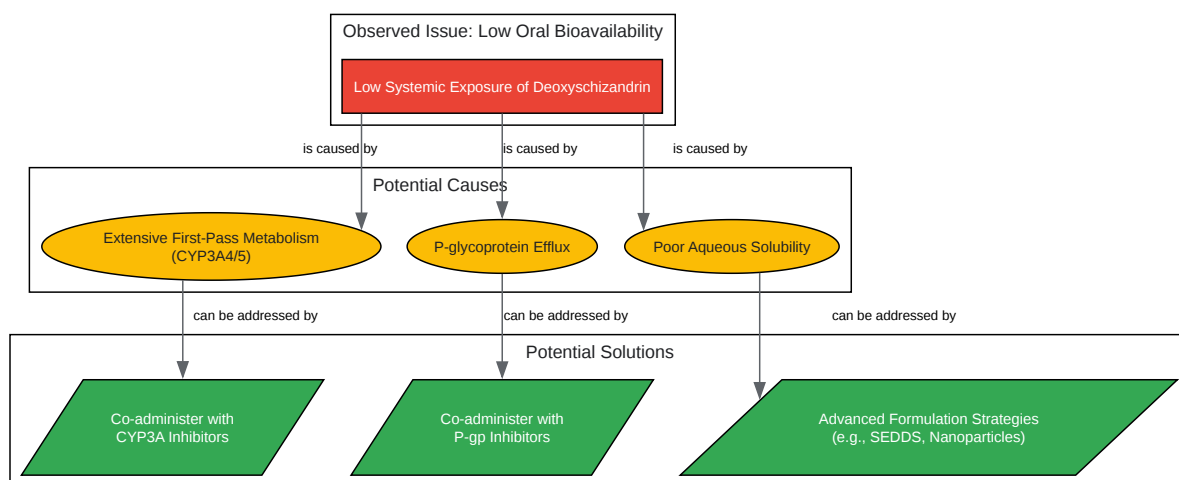 Observed Issue: Low Oral Bioavailability
Low Systemic Exposure of Deoxyschizandrin
is caused by
is caused by
is caused by
Potential Causes
Extensive First-Pass Metabolism
(CYP3A4/5)
P-glycoprotein Efflux
Poor Aqueous Solubility
can be addressed by
can be addressed by
can be addressed by
Potential Solutions
Co-administer with
CYP3A Inhibitors
Co-administer with
P-gp Inhibitors
Advanced Formulation Strategies
(e.g., SEDDS, Nanoparticles)